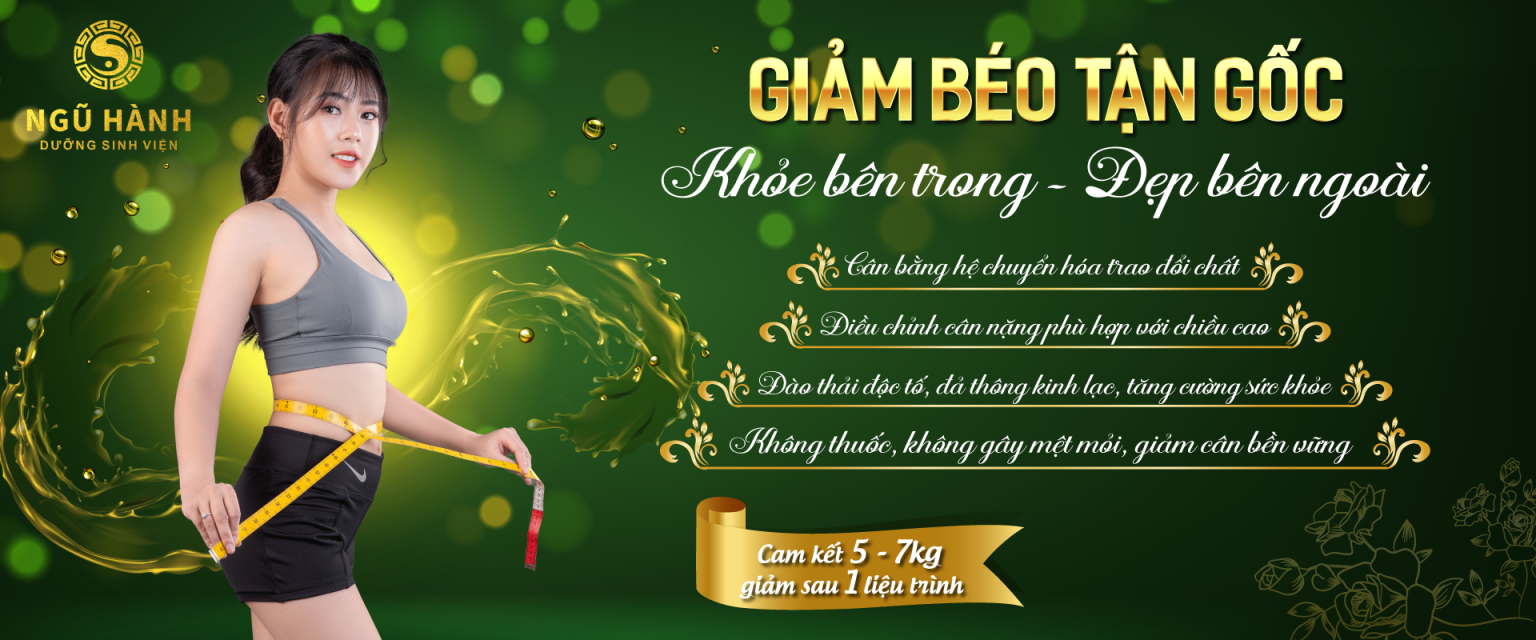 NGŨ HÀNH
DƯỠNG SINH VIỆN
GIẢM BÉO TẬN GỐC
Khỏe bên trong - Đẹp bên ngoài
Cân bằng hệ chuyển hóa trao đổi chất
Điều chỉnh cân nặng phù hợp với chiều cao
Đào thải độc tố, đả thông kinh lạc, tăng cường sức khỏe
Không thuốc, không gây mệt mỏi, giảm cân bền vững
Cam kết 5 - 7kg
giảm sau 1 liệu trình